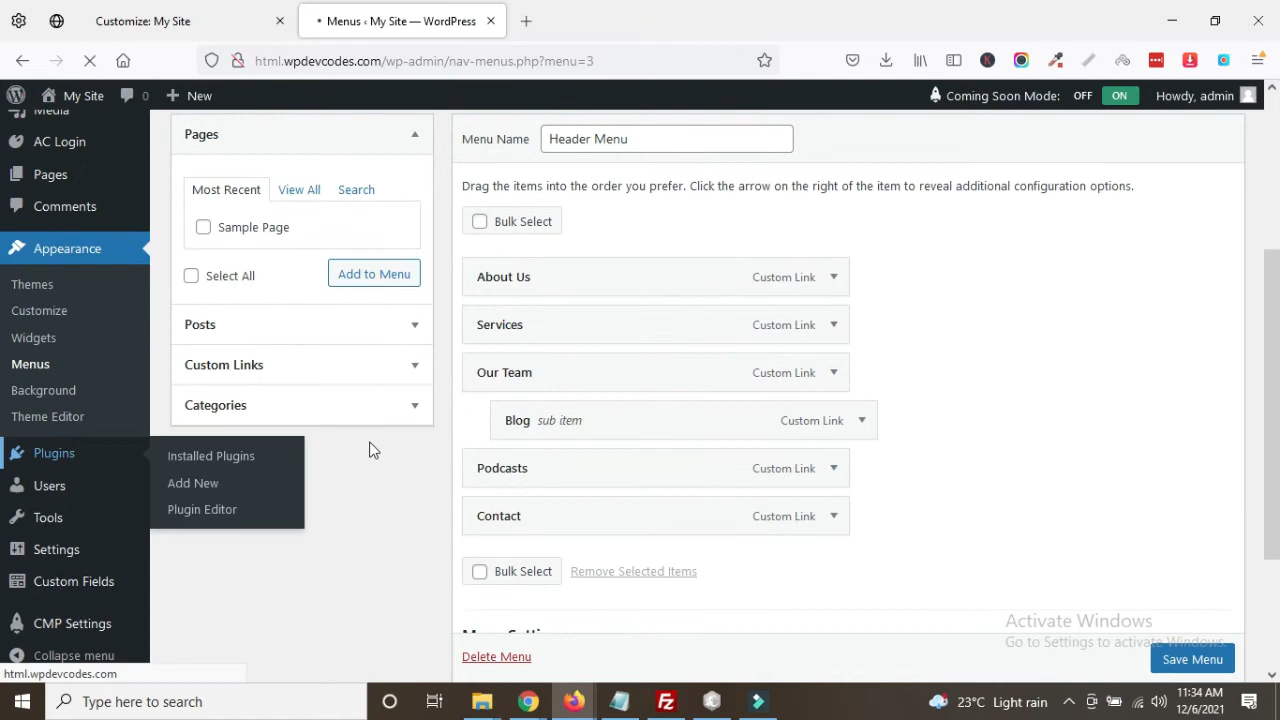 Customize: My Site
Menus ‹ My Site — WordPress
html.wpdevcodes.com/wp-admin/nav-menus.php?menu=3
My Site
0
New
Coming Soon Mode:
OFF
ON
Howdy, admin
Media
AC Login
Pages
Comments
Appearance
Themes
Customize
Widgets
Menus
Background
Theme Editor
Plugins
Users
Tools
Settings
Custom Fields
CMP Settings
Collapse menu
Installed Plugins
Add New
Plugin Editor
Pages
Most Recent
View All
Search
Sample Page
Select All
Add to Menu
Posts
Custom Links
Categories
Menu Name
Header Menu
Drag the items into the order you prefer. Click the arrow on the right of the item to reveal additional configuration options.
Bulk Select
About Us Custom Link
Services Custom Link
Our Team Custom Link
Blog sub item Custom Link
Podcasts Custom Link
Contact Custom Link
Bulk Select
Remove Selected Items
Delete Menu
Save Menu
Activate Windows
Go to Settings to activate Windows.
html.wpdevcodes.com
Type here to search
23°C Light rain
11:34 AM
12/6/2021